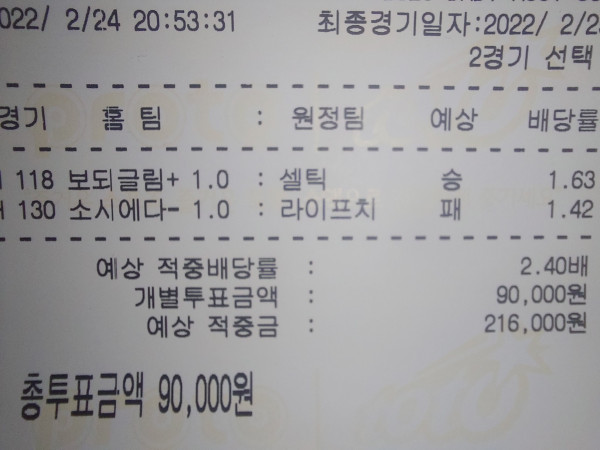 022/ 2/24 20:53:31 최종경기일자:2022/ 2/2
2경기 선택
경기 홈 팀 : 원정팀 예상 배당률
118 보되글림+ 1.0 : 셀틱 승 1.63
130 소시에다- 1.0 : 라이프치 패 1.42
예상 적중배당률 : 2.40배
개별투표금액 : 90,000원
예상 적중금 : 216,000원
총투표금액 90,000원